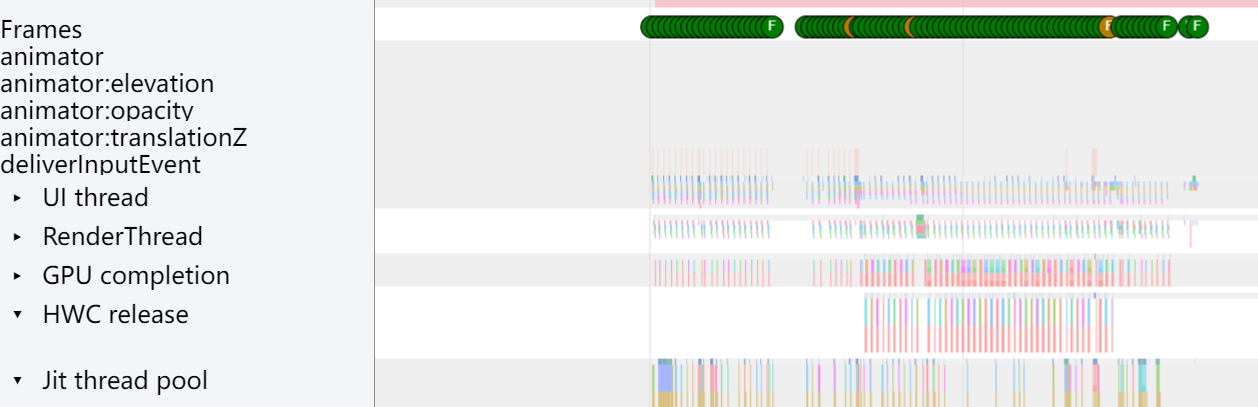 Frames F F F F F
animator
animator:elevation
animator:opacity
animator:translationZ
deliverInputEvent
UI thread
RenderThread
GPU completion
HWC release
Jit thread pool